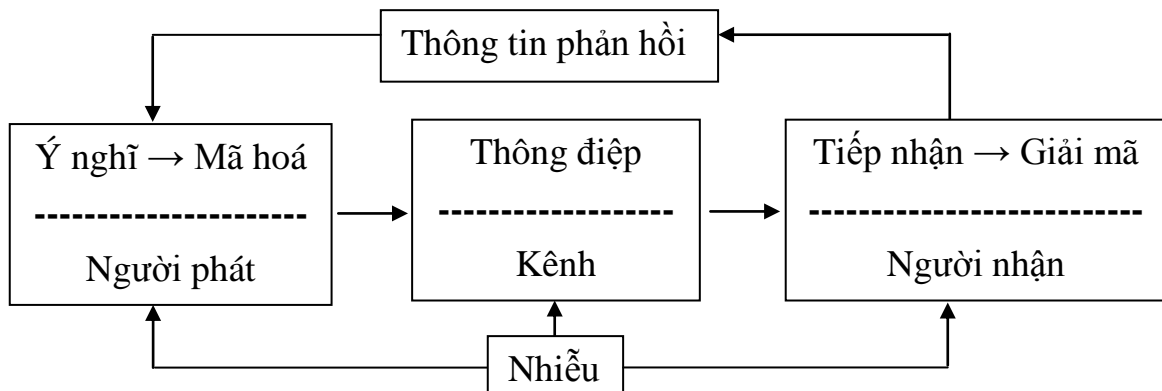 Thông tin phản hồi
Ý nghĩ → Mã hoá
Người phát
Thông điệp
Kênh
Tiếp nhận → Giải mã
Người nhận
Nhiễu